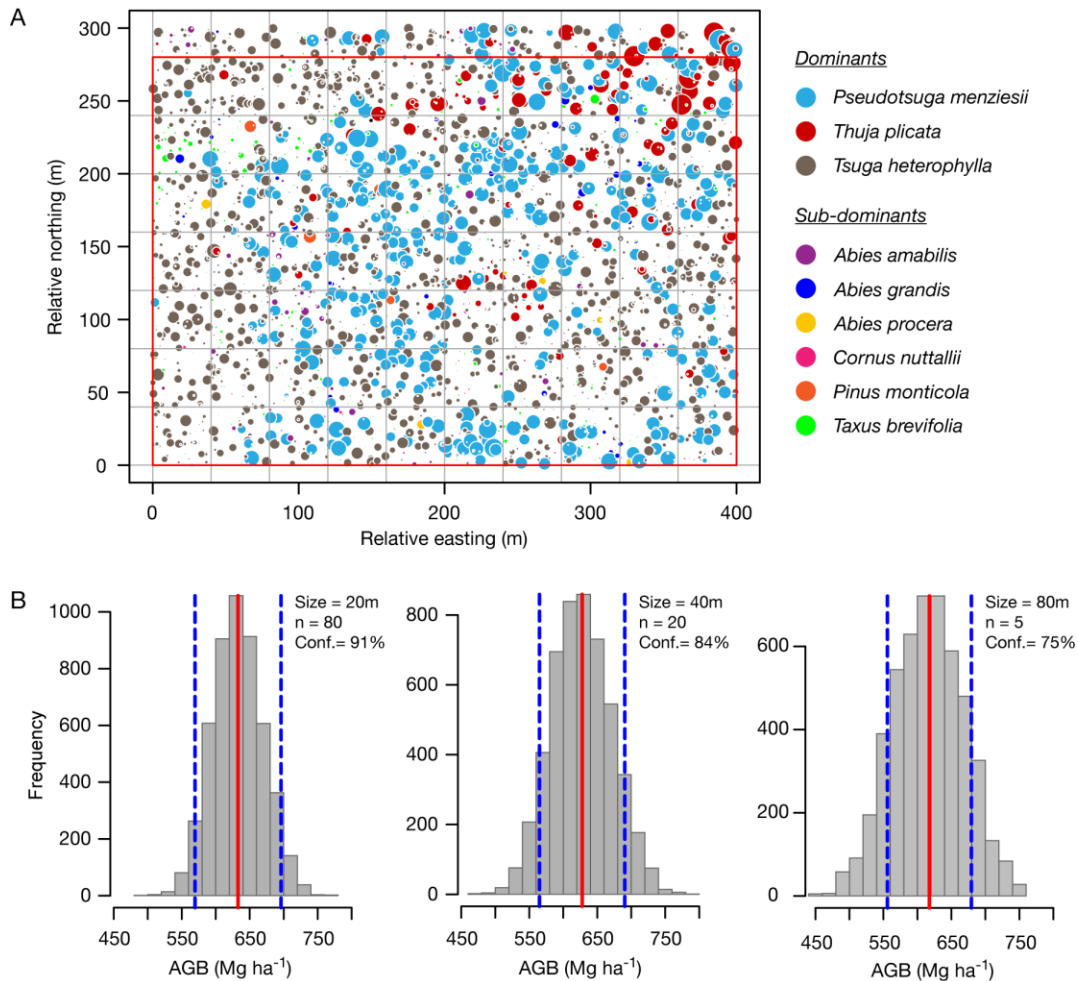 A
300
250
200
150
100
50
0
Relative northing (m)
0
100
200
300
400
Relative easting (m)
Dominants
Pseudotsuga menziesii
Thuja plicata
Tsuga heterophylla
Sub-dominants
Abies amabilis
Abies grandis
Abies procera
Cornus nuttallii
Pinus monticola
Taxus brevifolia
B
Size = 20m
n = 80
Conf.= 91%
1000
800
600
400
200
0
Frequency
450
550
650
750
AGB (Mg ha⁻¹)
Size = 40m
n = 20
Conf.= 84%
800
600
400
200
0
450
550
650
750
AGB (Mg ha⁻¹)
Size = 80m
n = 5
Conf.= 75%
600
400
200
0
450
550
650
750
AGB (Mg ha⁻¹)